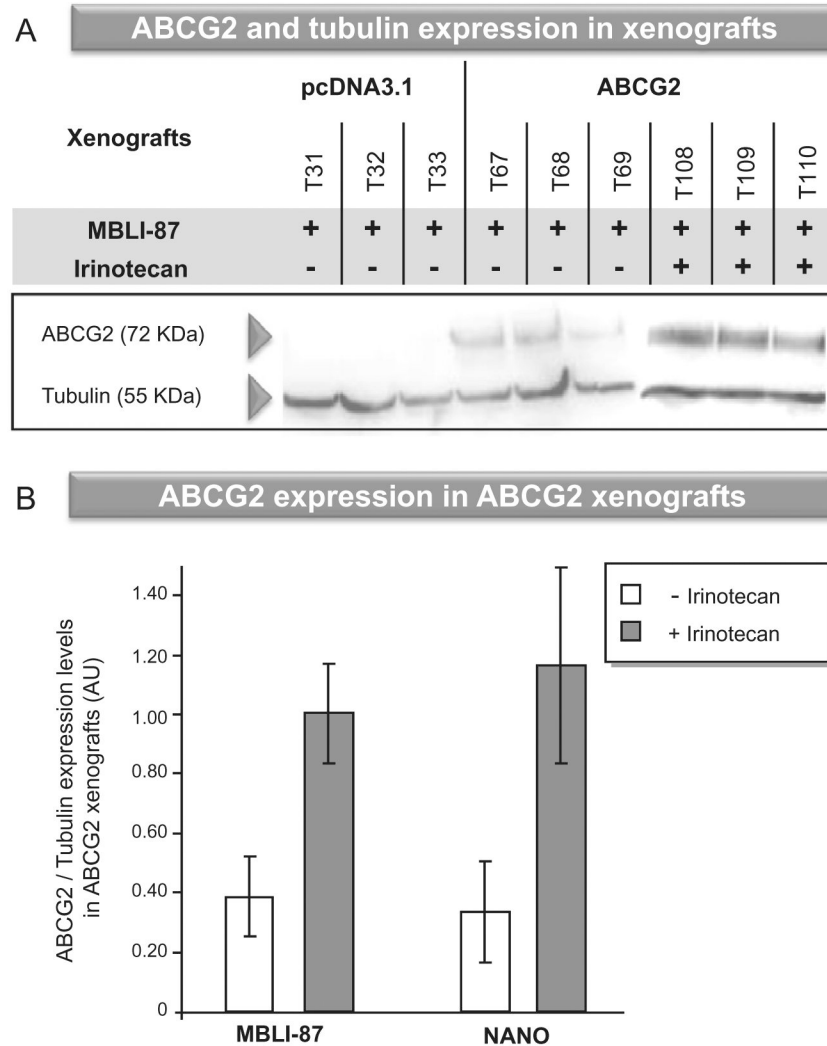 A
ABCG2 and tubulin expression in xenografts
pcDNA3.1 ABCG2
Xenografts
T31 T32 T33 T67 T68 T69 T108 T109 T110
MBLI-87 + + + + + + + + +
Irinotecan - - - - - - + + +
ABCG2 (72 KDa)
Tubulin (55 KDa)
B
ABCG2 expression in ABCG2 xenografts
ABCG2 / Tubulin expression levels
in ABCG2 xenografts (AU)
1.40
1.20
1.00
0.80
0.60
0.40
0.20
0
- Irinotecan
+ Irinotecan
MBLI-87 NANO